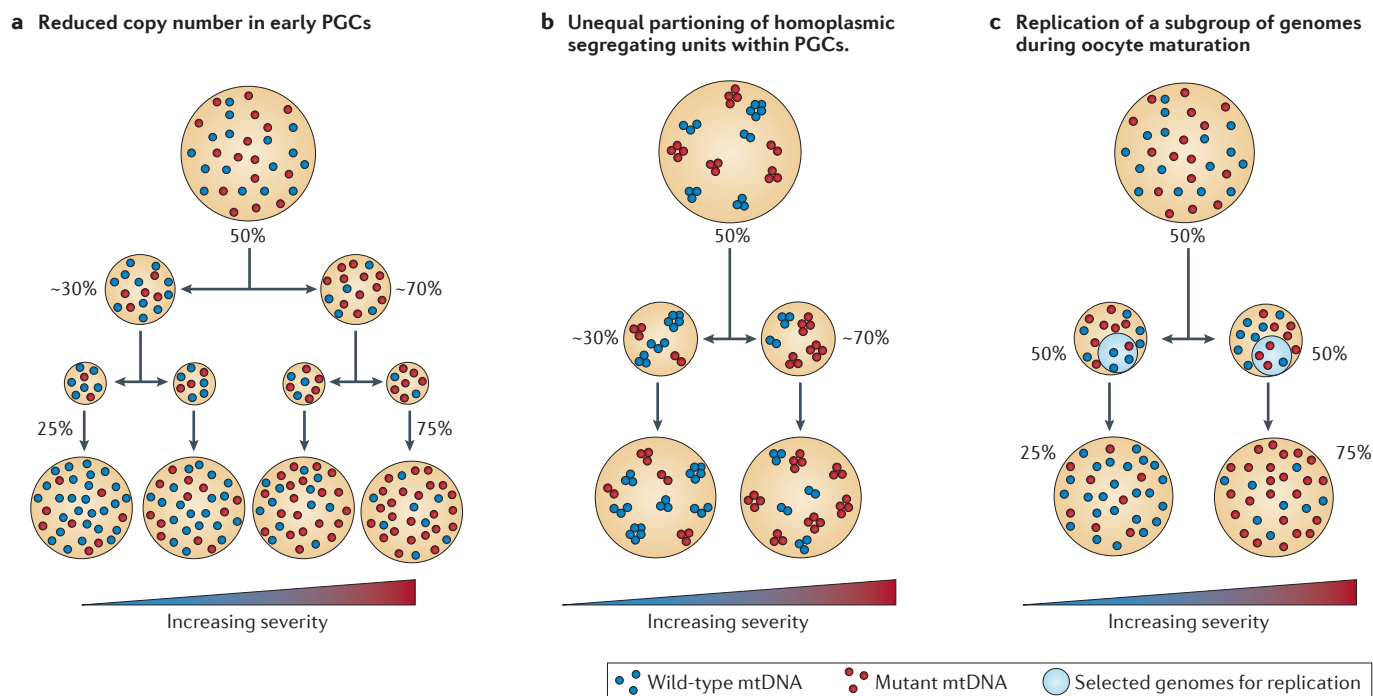 a Reduced copy number in early PGCs
50%
~30%
~70%
25%
75%
Increasing severity
b Unequal partioning of homoplasmic
segregating units within PGCs.
50%
~30%
~70%
Increasing severity
c Replication of a subgroup of genomes
during oocyte maturation
50%
50%
50%
25%
75%
Increasing severity
Wild-type mtDNA
Mutant mtDNA
Selected genomes for replication